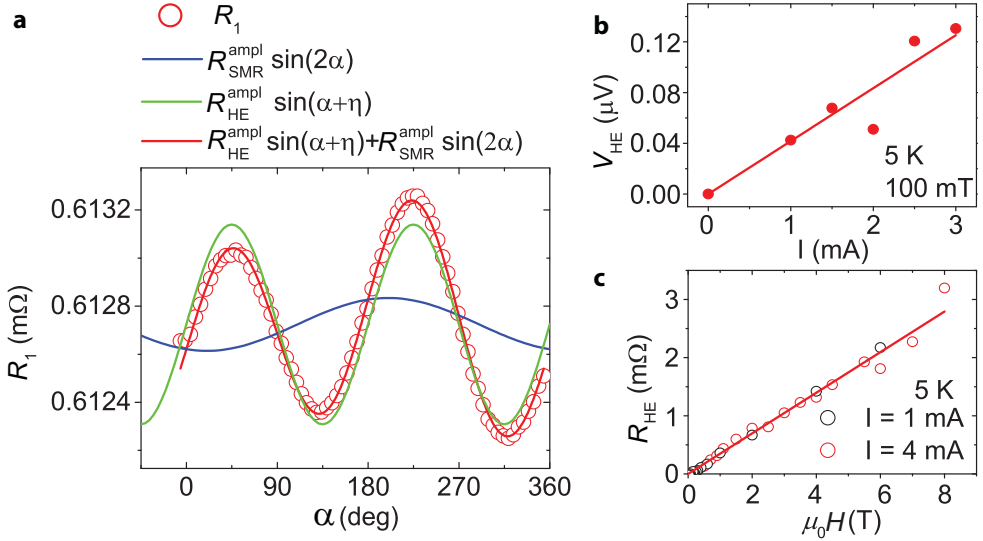 a
R₁
R_SMR^ampl sin(2α)
R_HE^ampl sin(α+η)
R_HE^ampl sin(α+η)+R_SMR^ampl sin(2α)
R₁ (mΩ)
0.6132
0.6128
0.6124
0 90 180 270 360
α (deg)
b
V_HE (μV)
0.12
0.08
0.04
0.00
5 K
100 mT
0 1 2 3
I (mA)
c
R_HE (mΩ)
3
2
1
0
5 K
I = 1 mA
I = 4 mA
0 2 4 6 8
μ₀H(T)